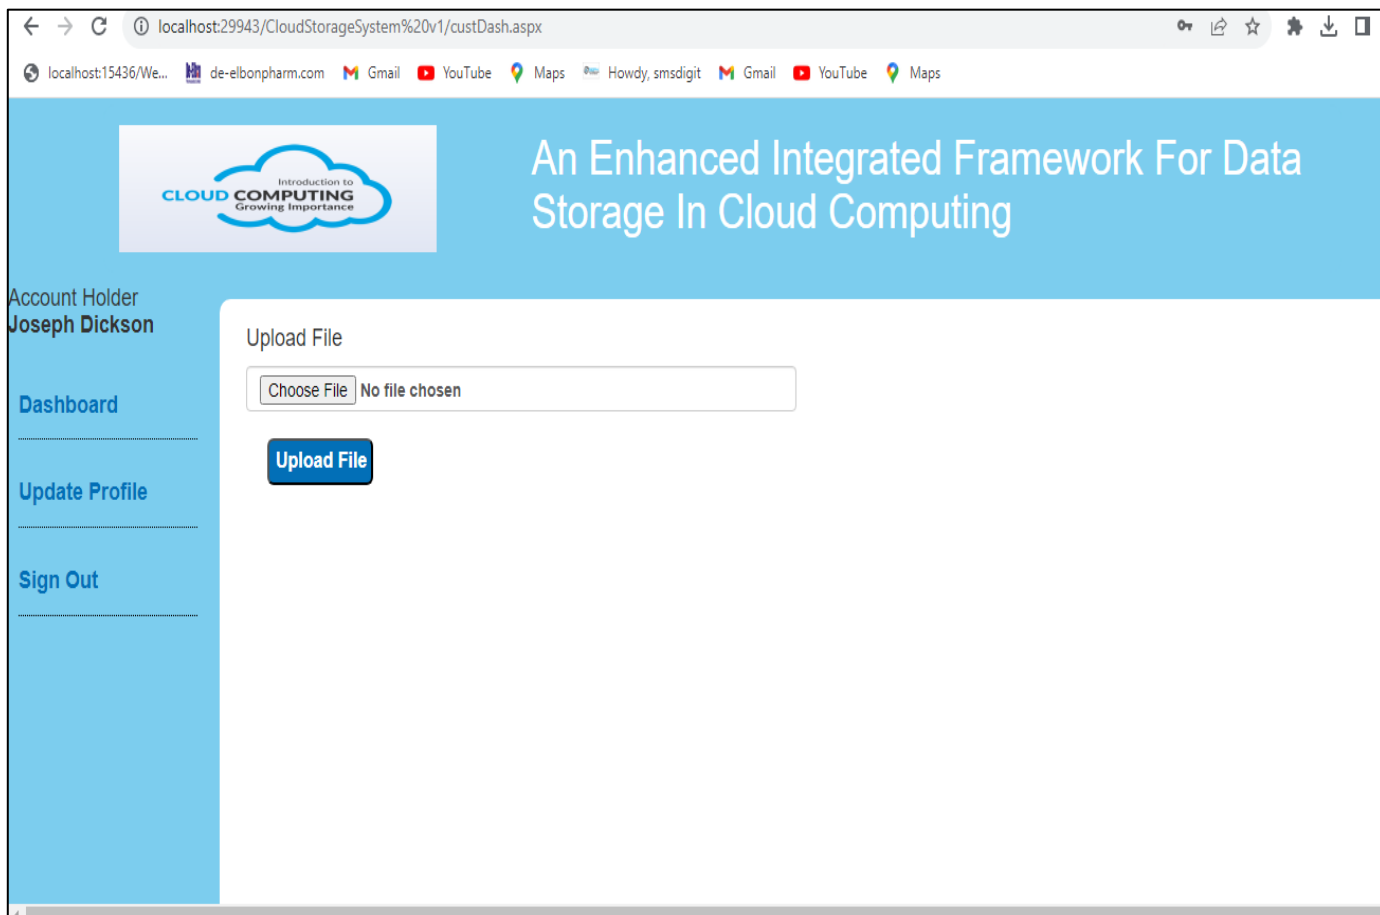 localhost:29943/CloudStorageSystem%20v1/custDash.aspx
localhost:15436/We... de-elbonpharm.com Gmail YouTube Maps Howdy, smsdigit Gmail YouTube Maps
Introduction to
CLOUD COMPUTING
Growing Importance
An Enhanced Integrated Framework For Data
Storage In Cloud Computing
Account Holder
Joseph Dickson
Dashboard
Update Profile
Sign Out
Upload File
Choose File No file chosen
Upload File